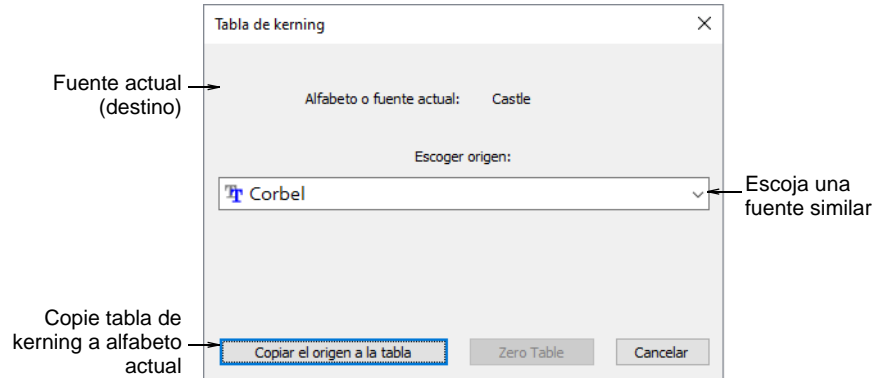 Tabla de kerning
Fuente actual
(destino)
Alfabeto o fuente actual: Castle
Escoger origen:
Corbel
Escoja una
fuente similar
Copie tabla de
kerning a alfabeto
actual
Copiar el origen a la tabla
Zero Table
Cancelar